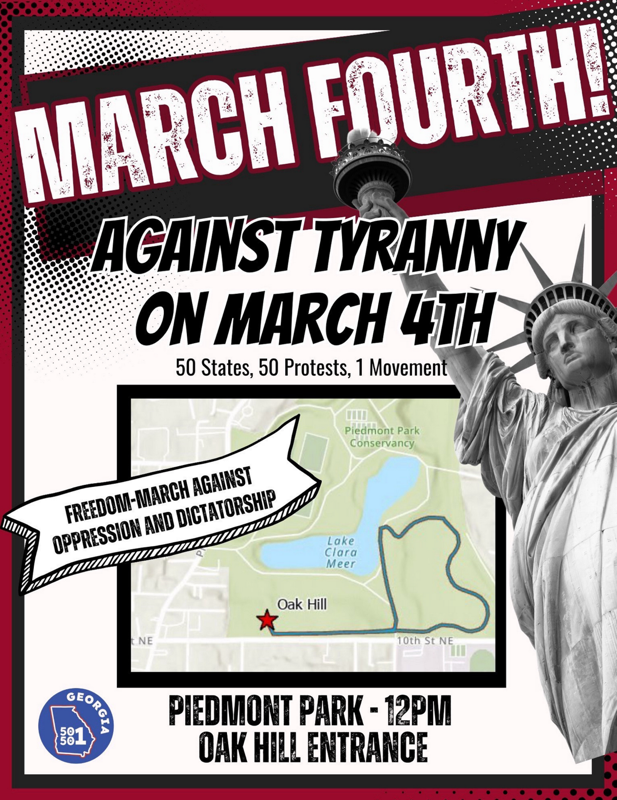 MARCH FOURTH!
AGAINST TYRANNY
ON MARCH 4TH
50 States, 50 Protests, 1 Movement
Piedmont Park
Conservancy
FREEDOM-MARCH AGAINST
OPPRESSION AND DICTATORSHIP
Lake
Clara
Meer
P
Oak Hill
t NE
10th St NE
PIEDMONT PARK - 12PM
OAK HILL ENTRANCE
GEORGIA
50
501